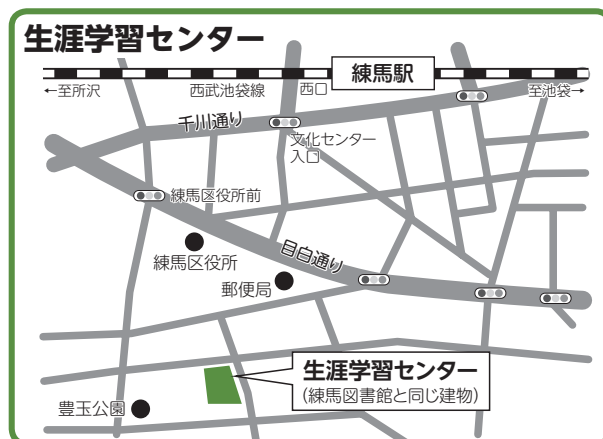 生涯学習センター
練馬駅
←至所沢
西武池袋線
西口
至池袋→
千川通り
文化センター
入口
練馬区役所前
練馬区役所
目白通り
郵便局
生涯学習センター
(練馬図書館と同じ建物)
豊玉公園